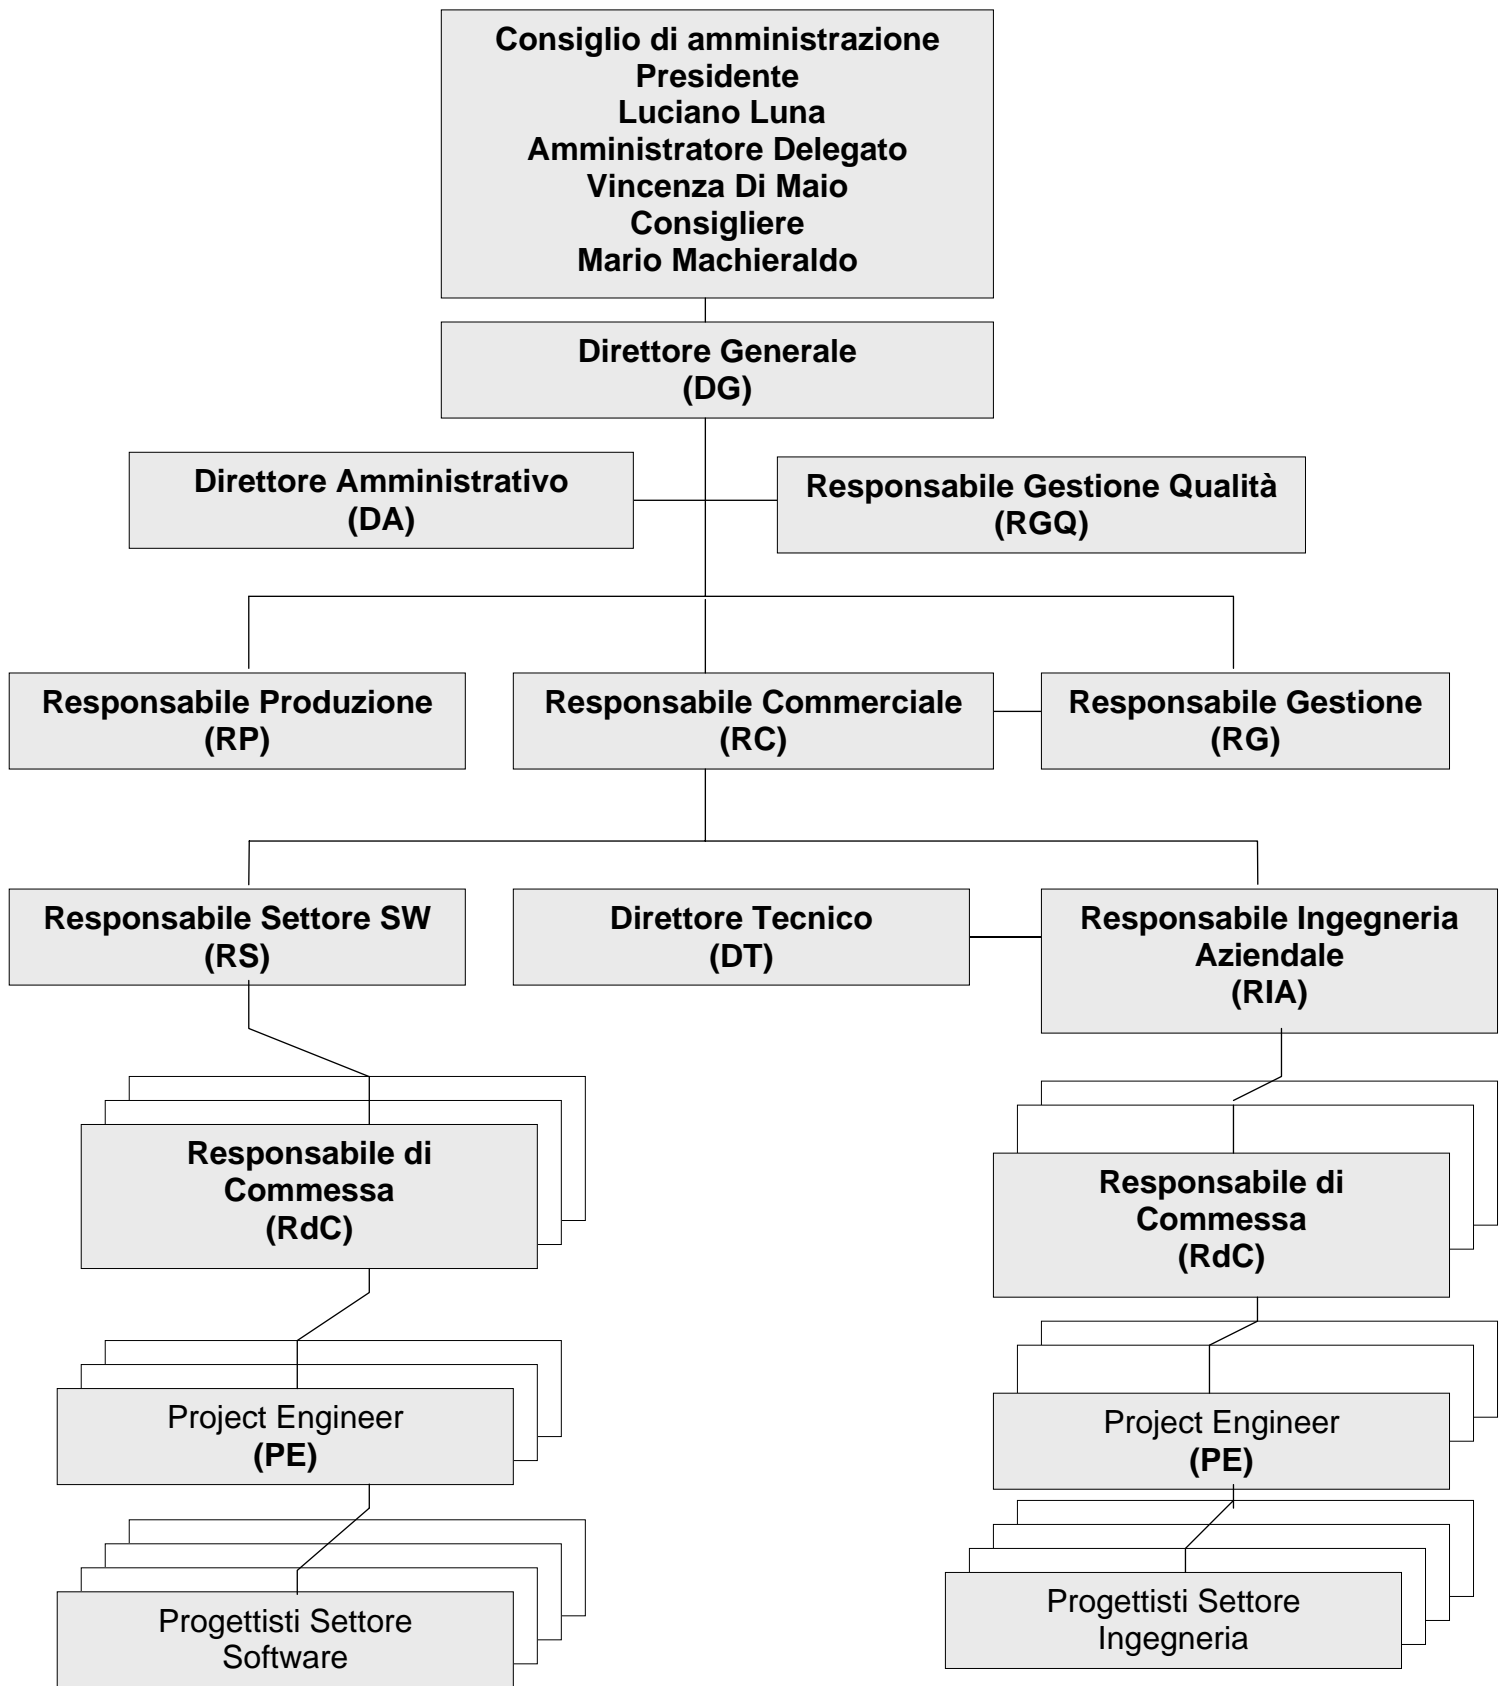 Consiglio di amministrazione
Presidente
Luciano Luna
Amministratore Delegato
Vincenza Di Maio
Consigliere
Mario Machieraldo
Direttore Generale
(DG)
Direttore Amministrativo
(DA)
Responsabile Gestione Qualità
(RGQ)
Responsabile Produzione
(RP)
Responsabile Commerciale
(RC)
Responsabile Gestione
(RG)
Responsabile Settore SW
(RS)
Direttore Tecnico
(DT)
Responsabile Ingegneria
Aziendale
(RIA)
Responsabile di
Commessa
(RdC)
Responsabile di
Commessa
(RdC)
Project Engineer
(PE)
Project Engineer
(PE)
Progettisti Settore
Software
Progettisti Settore
Ingegneria